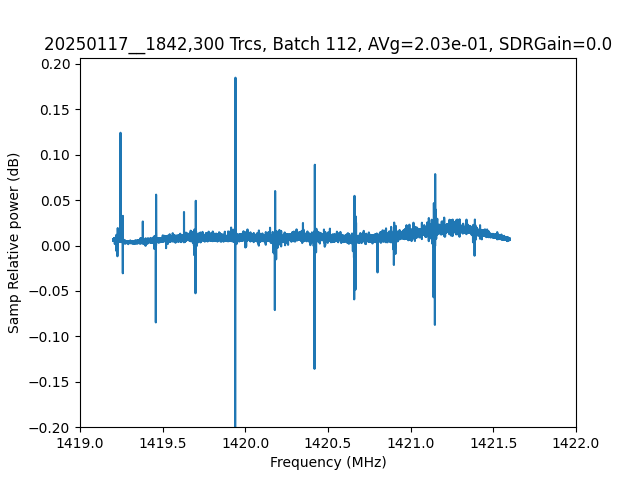 20250117__1842,300 Trcs, Batch 112, AVg=2.03e-01, SDRGain=0.0
0.20
0.15
0.10
0.05
0.00
−0.05
−0.10
−0.15
−0.20
Samp Relative power (dB)
1419.0 1419.5 1420.0 1420.5 1421.0 1421.5 1422.0
Frequency (MHz)